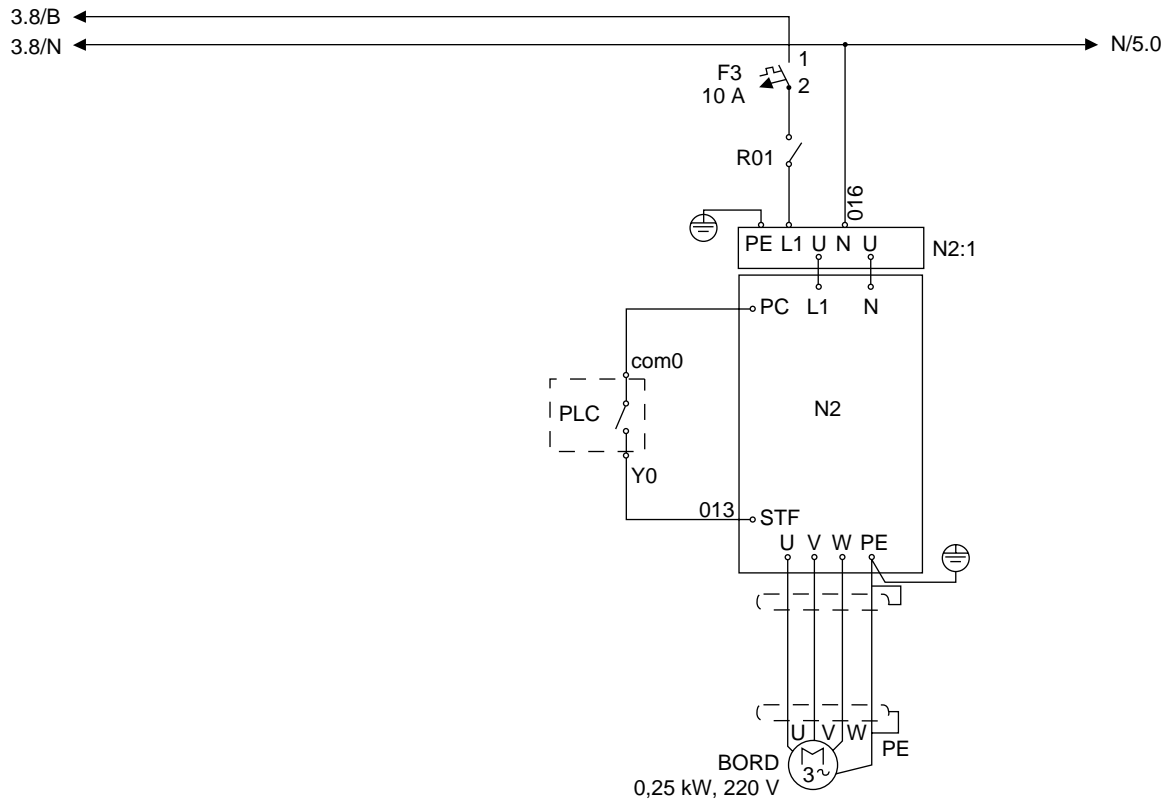 3.8/B
3.8/N
N/5.0
1
F3
2
10 A
R01
016
PE L1 U N U
N2:1
PC L1 N
com0
PLC
N2
Y0
013 STF
U V W PE
U V W
PE
BORD
M
3~
0,25 kW, 220 V